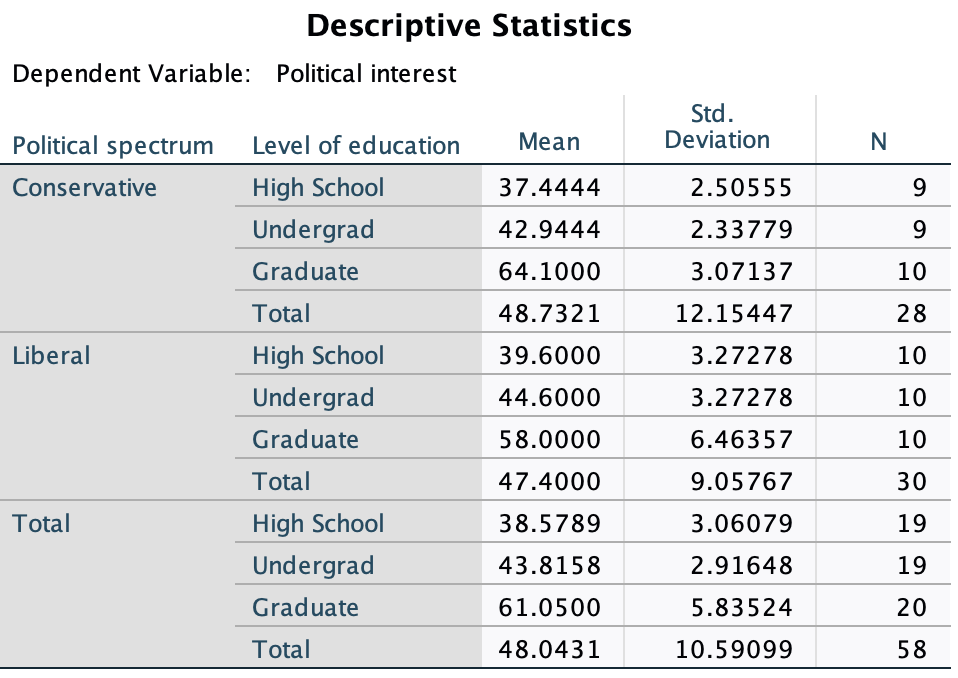 Descriptive Statistics
Dependent Variable: Political interest
Political spectrum Level of education Mean Std. Deviation N
Conservative High School 37.4444 2.50555 9
Undergrad 42.9444 2.33779 9
Graduate 64.1000 3.07137 10
Total 48.7321 12.15447 28
Liberal High School 39.6000 3.27278 10
Undergrad 44.6000 3.27278 10
Graduate 58.0000 6.46357 10
Total 47.4000 9.05767 30
Total High School 38.5789 3.06079 19
Undergrad 43.8158 2.91648 19
Graduate 61.0500 5.83524 20
Total 48.0431 10.59099 58